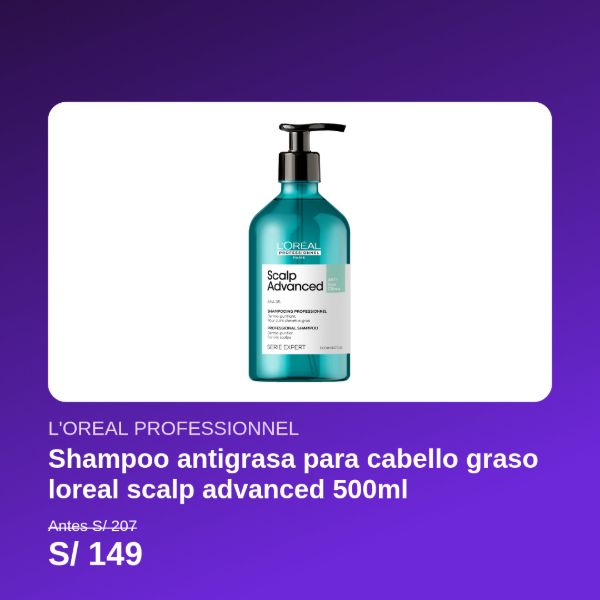 L'ORÉAL
PROFESSIONNEL
PARIS
Scalp
Advanced
SHAMPOOING PROFESSIONNEL
PROFESSIONAL SHAMPOO
SERIE EXPERT
L'OREAL PROFESSIONNEL
Shampoo antigrasa para cabello graso
loreal scalp advanced 500ml
Antes S/ 207
S/ 149